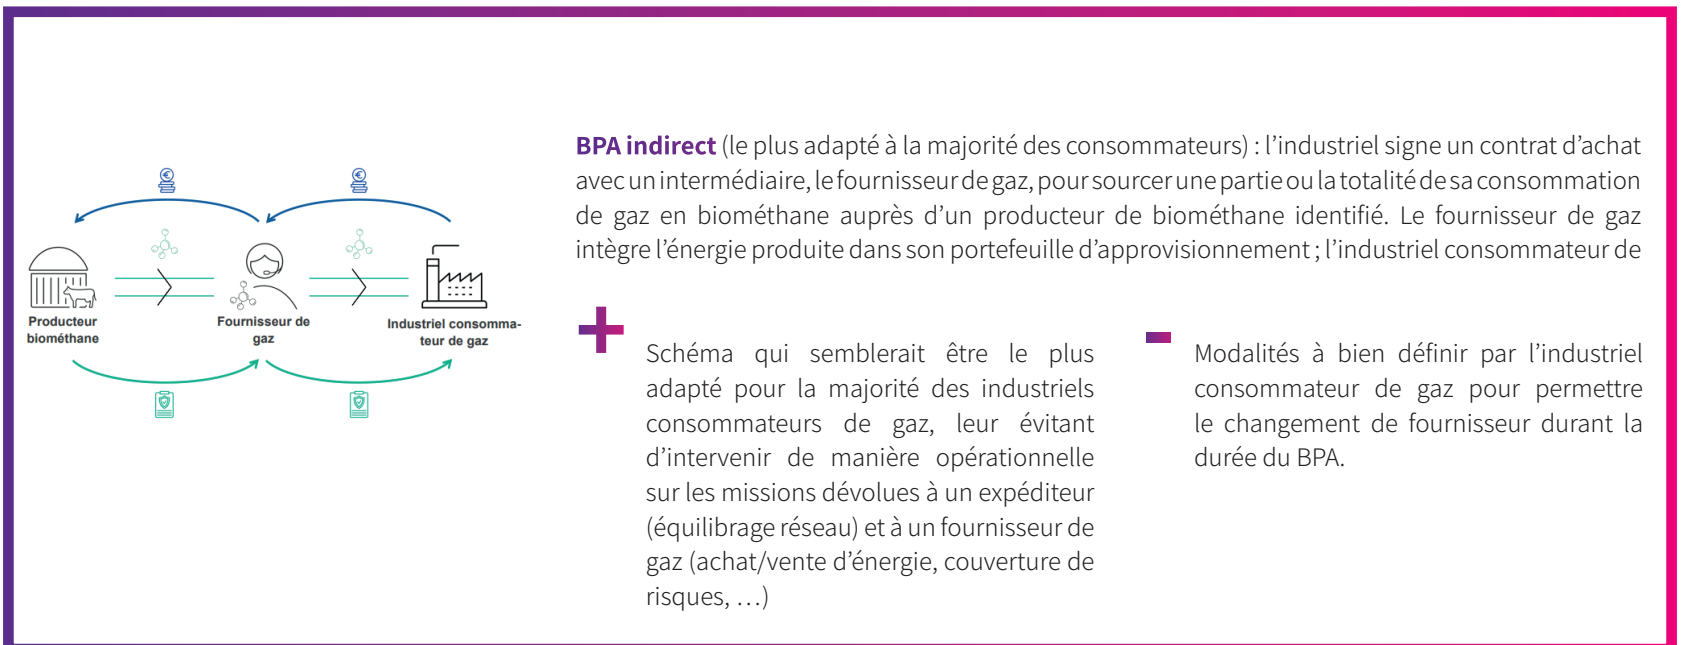 BPA indirect (le plus adapté à la majorité des consommateurs) : l’industriel signe un contrat d’achat
avec un intermédiaire, le fournisseur de gaz, pour sourcer une partie ou la totalité de sa consommation
de gaz en biométhane auprès d’un producteur de biométhane identifié. Le fournisseur de gaz
intègre l’énergie produite dans son portefeuille d’approvisionnement ; l’industriel consommateur de
Producteur
biométhane
Fournisseur de
gaz
Industriel consomma-
teur de gaz
+
Schéma qui semblerait être le plus
adapté pour la majorité des industriels
consommateurs de gaz, leur évitant
d’intervenir de manière opérationnelle
sur les missions dévolues à un expéditeur
(équilibrage réseau) et à un fournisseur de
gaz (achat/vente d’énergie, couverture de
risques, …)
-
Modalités à bien définir par l’industriel
consommateur de gaz pour permettre
le changement de fournisseur durant la
durée du BPA.